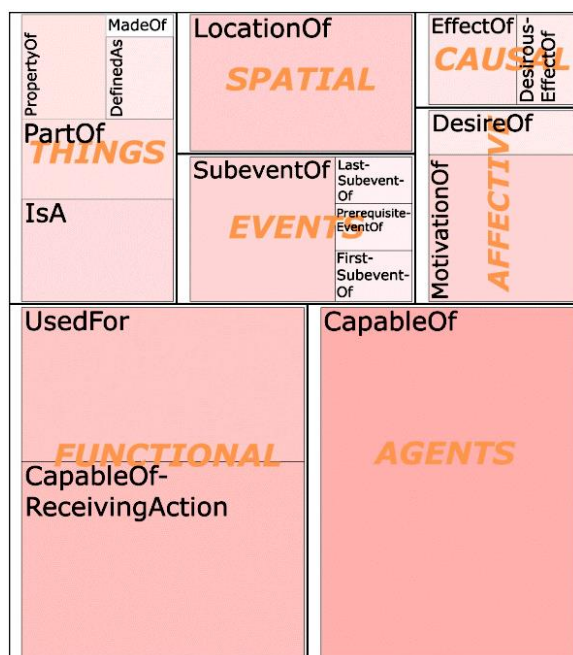 PropertyOf
MadeOf
DefinedAs
PartOf
THINGS
IsA
LocationOf
SPATIAL
SubeventOf
EVENTS
Last-
Subevent-
Of
Prerequisite-
EventOf
First-
Subevent-
Of
EffectOf
Desirous-
EffectOf
CAUSAL
DesireOf
MotivationOf
AFFECTIVE
UsedFor
FUNCTIONAL
CapableOf-
ReceivingAction
CapableOf
AGENTS